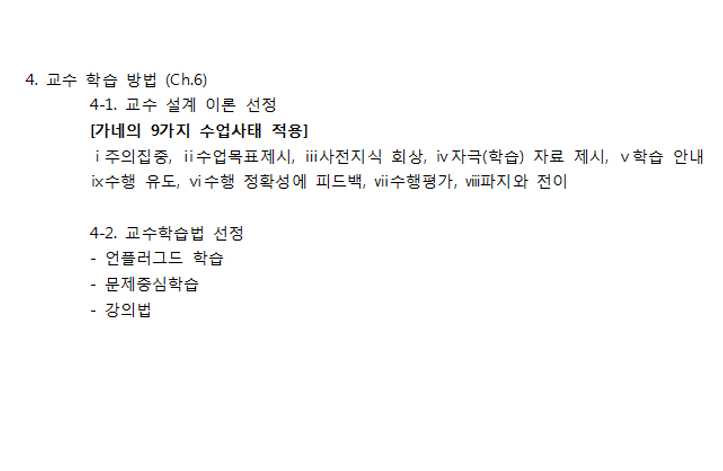 4. 교수 학습 방법 (Ch.6)
4-1. 교수 설계 이론 선정
[가네의 9가지 수업사태 적용]
ⅰ주의집중, ⅱ수업목표제시, ⅲ사전지식 회상, ⅳ자극(학습) 자료 제시, ⅴ학습 안내
ⅸ수행 유도, ⅵ수행 정확성에 피드백, ⅶ수행평가, ⅷ파지와 전이
4-2. 교수학습법 선정
- 언플러그드 학습
- 문제중심학습
- 강의법